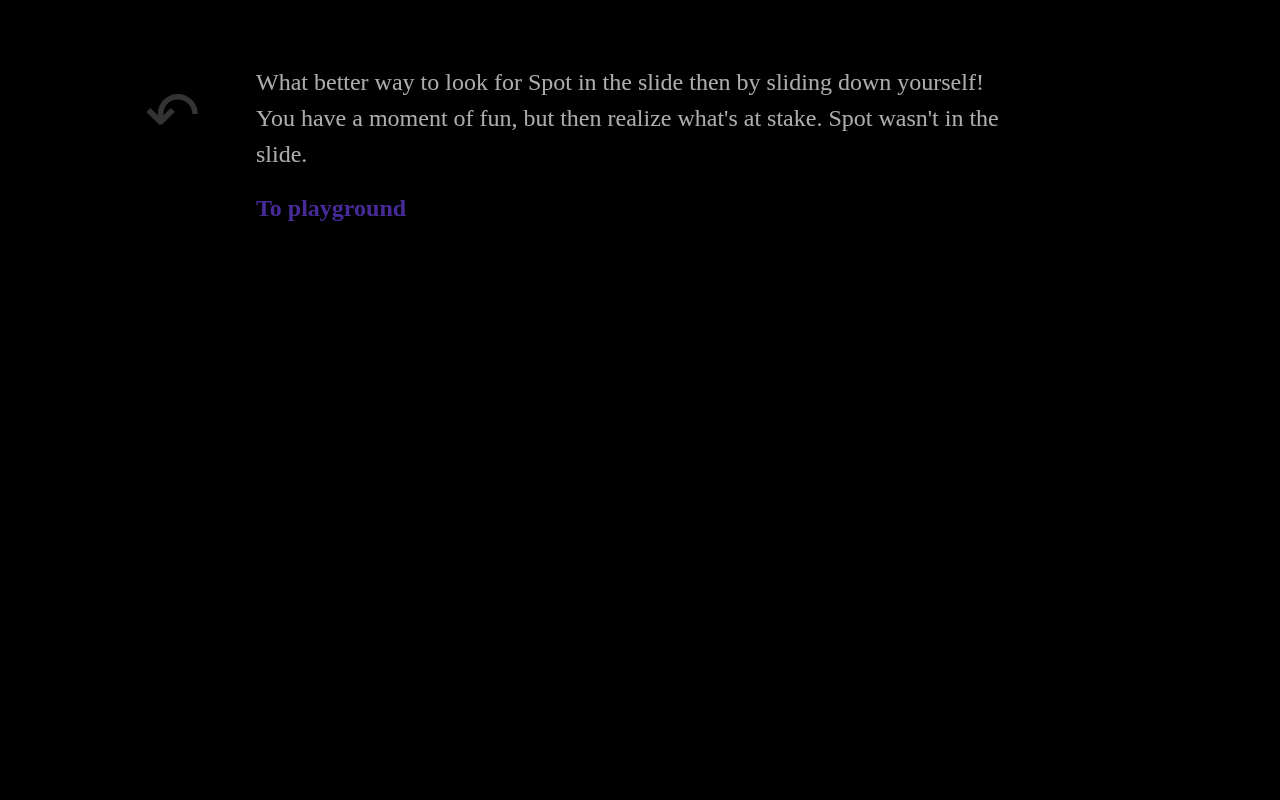 What better way to look for Spot in the slide then by sliding down yourself!
You have a moment of fun, but then realize what's at stake. Spot wasn't in the
slide.
To playground